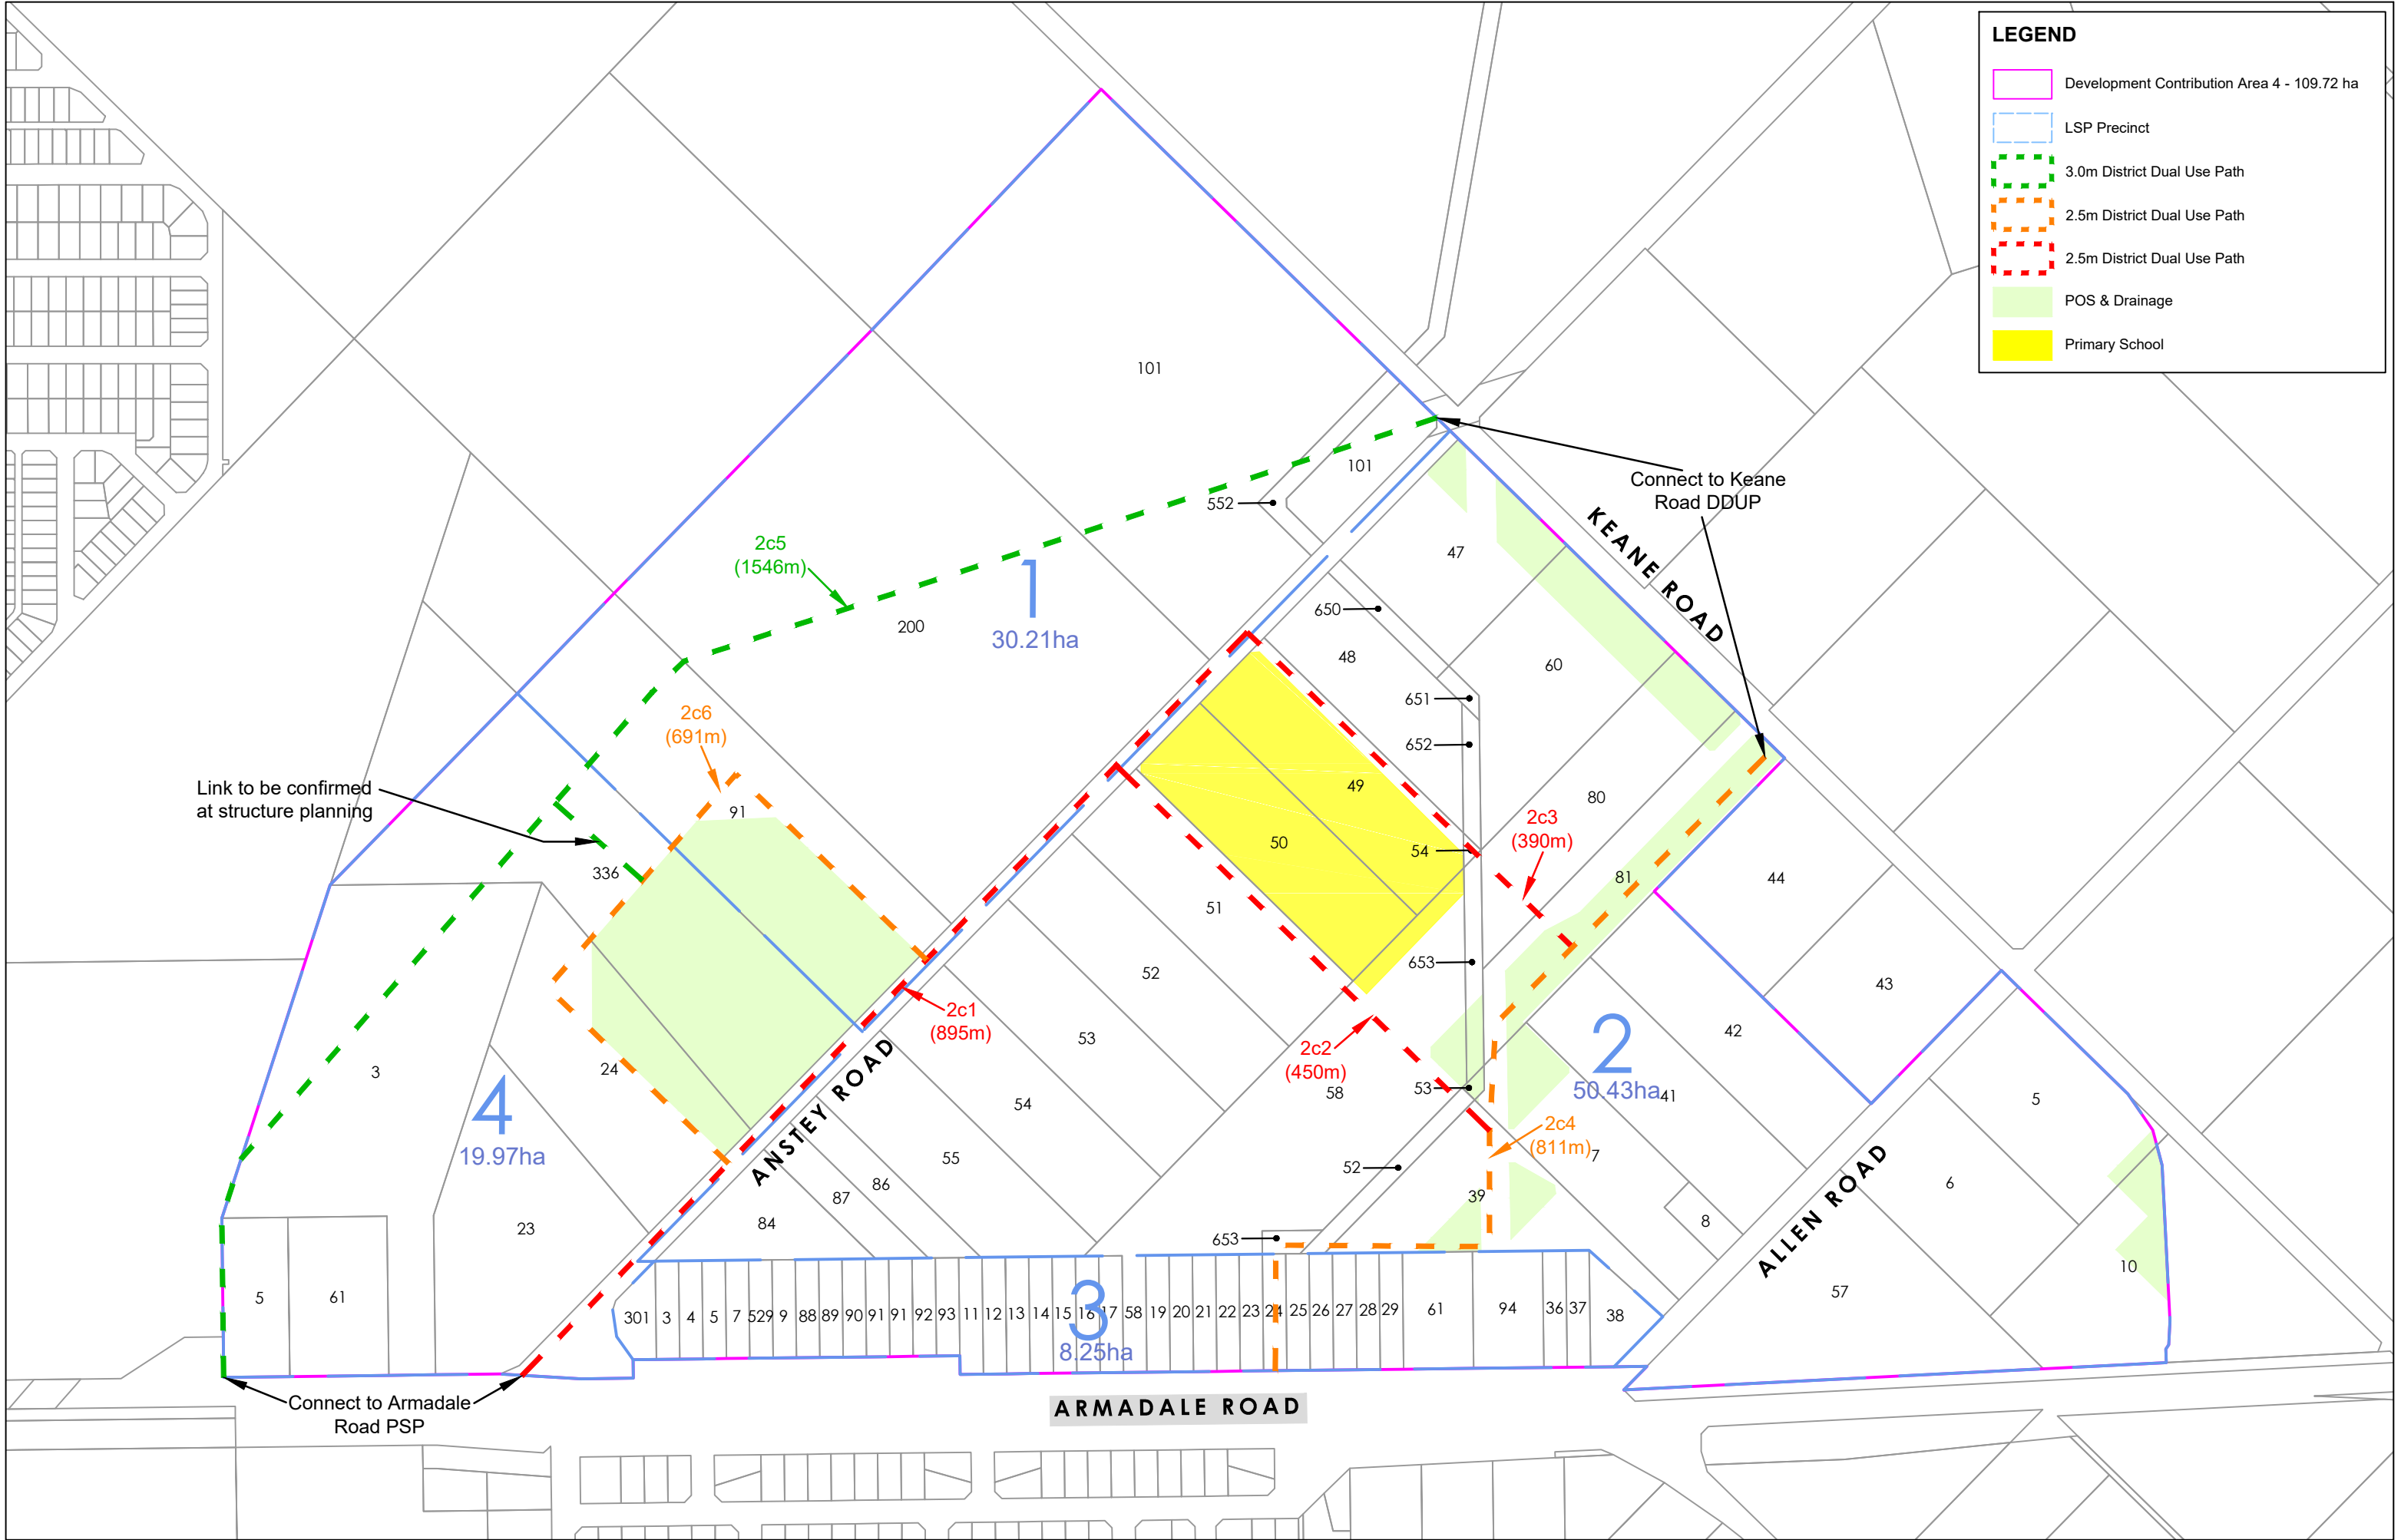 LEGEND
Development Contribution Area 4 - 109.72 ha
LSP Precinct
3.0m District Dual Use Path
2.5m District Dual Use Path
2.5m District Dual Use Path
POS & Drainage
Primary School
101
101
552
Connect to Keane
Road DDUP
KEANE ROAD
2c5
(1546m)
1
30.21ha
200
47
650
48
60
651
652
2c6
(691m)
Link to be confirmed
at structure planning
91
336
49
50
54
80
2c3
(390m)
81
44
51
52
53
653
43
42
2c1
(895m)
2c2
(450m)
58
53
2
50.43ha
41
3
24
4
19.97ha
ANSTEY ROAD
54
55
86
87
84
52
2c4
(811m)
7
39
8
5
6
ALLEN ROAD
10
57
23
653
5
61
301
3
4
5
7
529
9
88
89
90
91
91
92
93
11
12
13
14
15
16
17
58
19
20
21
22
23
24
25
26
27
28
29
61
94
36
37
38
3
8.25ha
Connect to Armadale
Road PSP
ARMADALE ROAD